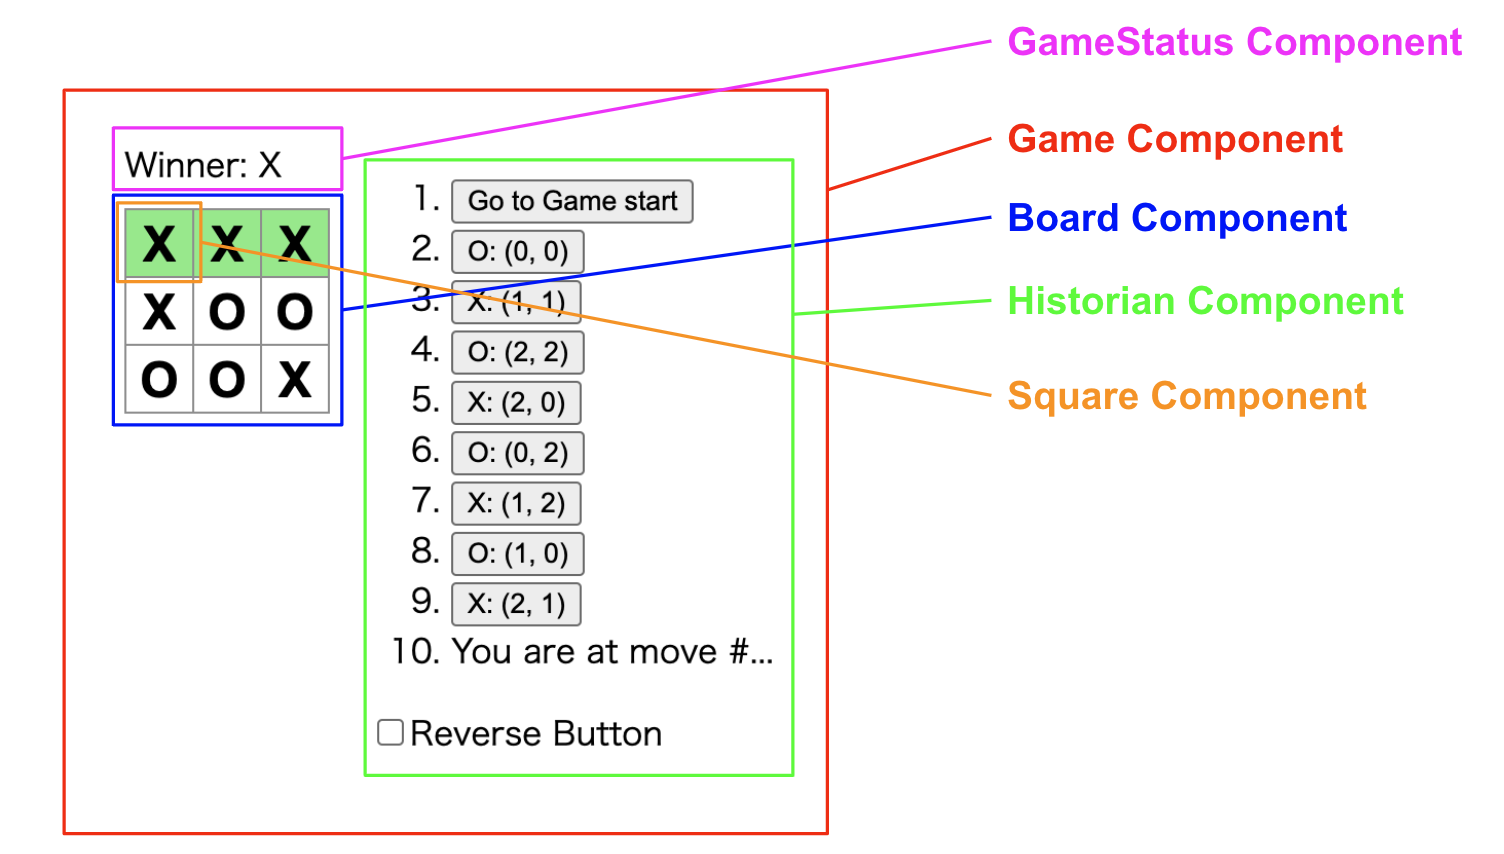 GameStatus Component
Game Component
Board Component
Historian Component
Square Component
Winner: X
X X X
X O O
O O X
1. Go to Game start
2. O: (0, 0)
3. X: (1, 1)
4. O: (2, 2)
5. X: (2, 0)
6. O: (0, 2)
7. X: (1, 2)
8. O: (1, 0)
9. X: (2, 1)
10. You are at move #...
Reverse Button